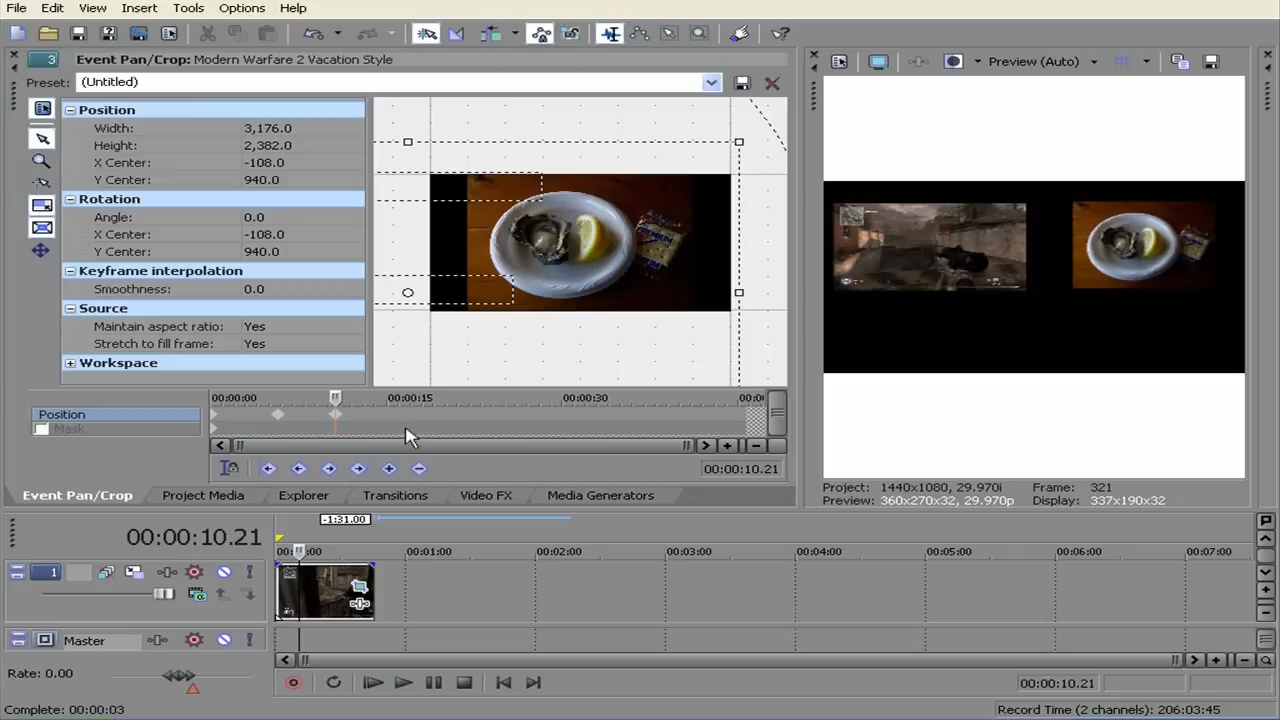 File Edit View Insert Tools Options Help
3 Event Pan/Crop: Modern Warfare 2 Vacation Style
Preset: (Untitled)
Preview (Auto)
Position
Width: 3,176.0
Height: 2,382.0
X Center: -108.0
Y Center: 940.0
Rotation
Angle: 0.0
X Center: -108.0
Y Center: 940.0
Keyframe interpolation
Smoothness: 0.0
Source
Maintain aspect ratio: Yes
Stretch to fill frame: Yes
Workspace
00:00:00 00:00:15 00:00:30
Position
Mask
00:00:10.21
Event Pan/Crop Project Media Explorer Transitions Video FX Media Generators
Project: 1440x1080, 29.970i Frame: 321
Preview: 360x270x32, 29.970p Display: 337x190x32
00:00:10.21
-1:31.00
00:01:00 00:02:00 00:03:00 00:04:00 00:05:00 00:06:00 00:07:00
1
Master
Rate: 0.00
00:00:10.21
Complete: 00:00:03
Record Time (2 channels): 206:03:45